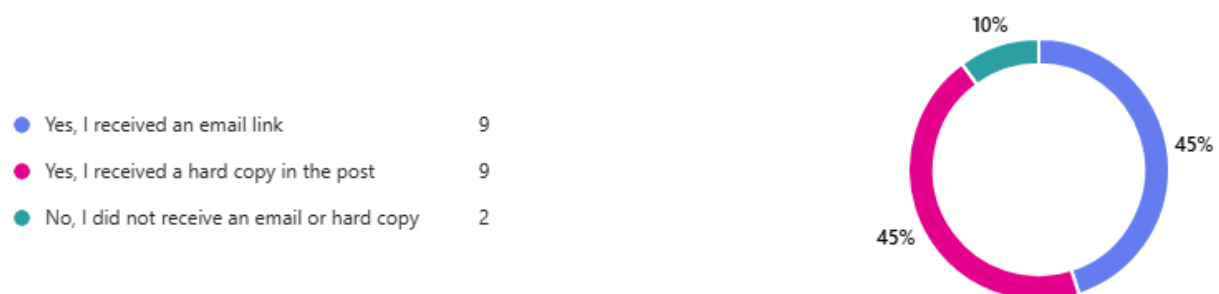 10%
Yes, I received an email link 9
45%
Yes, I received a hard copy in the post 9
No, I did not receive an email or hard copy 2
45%